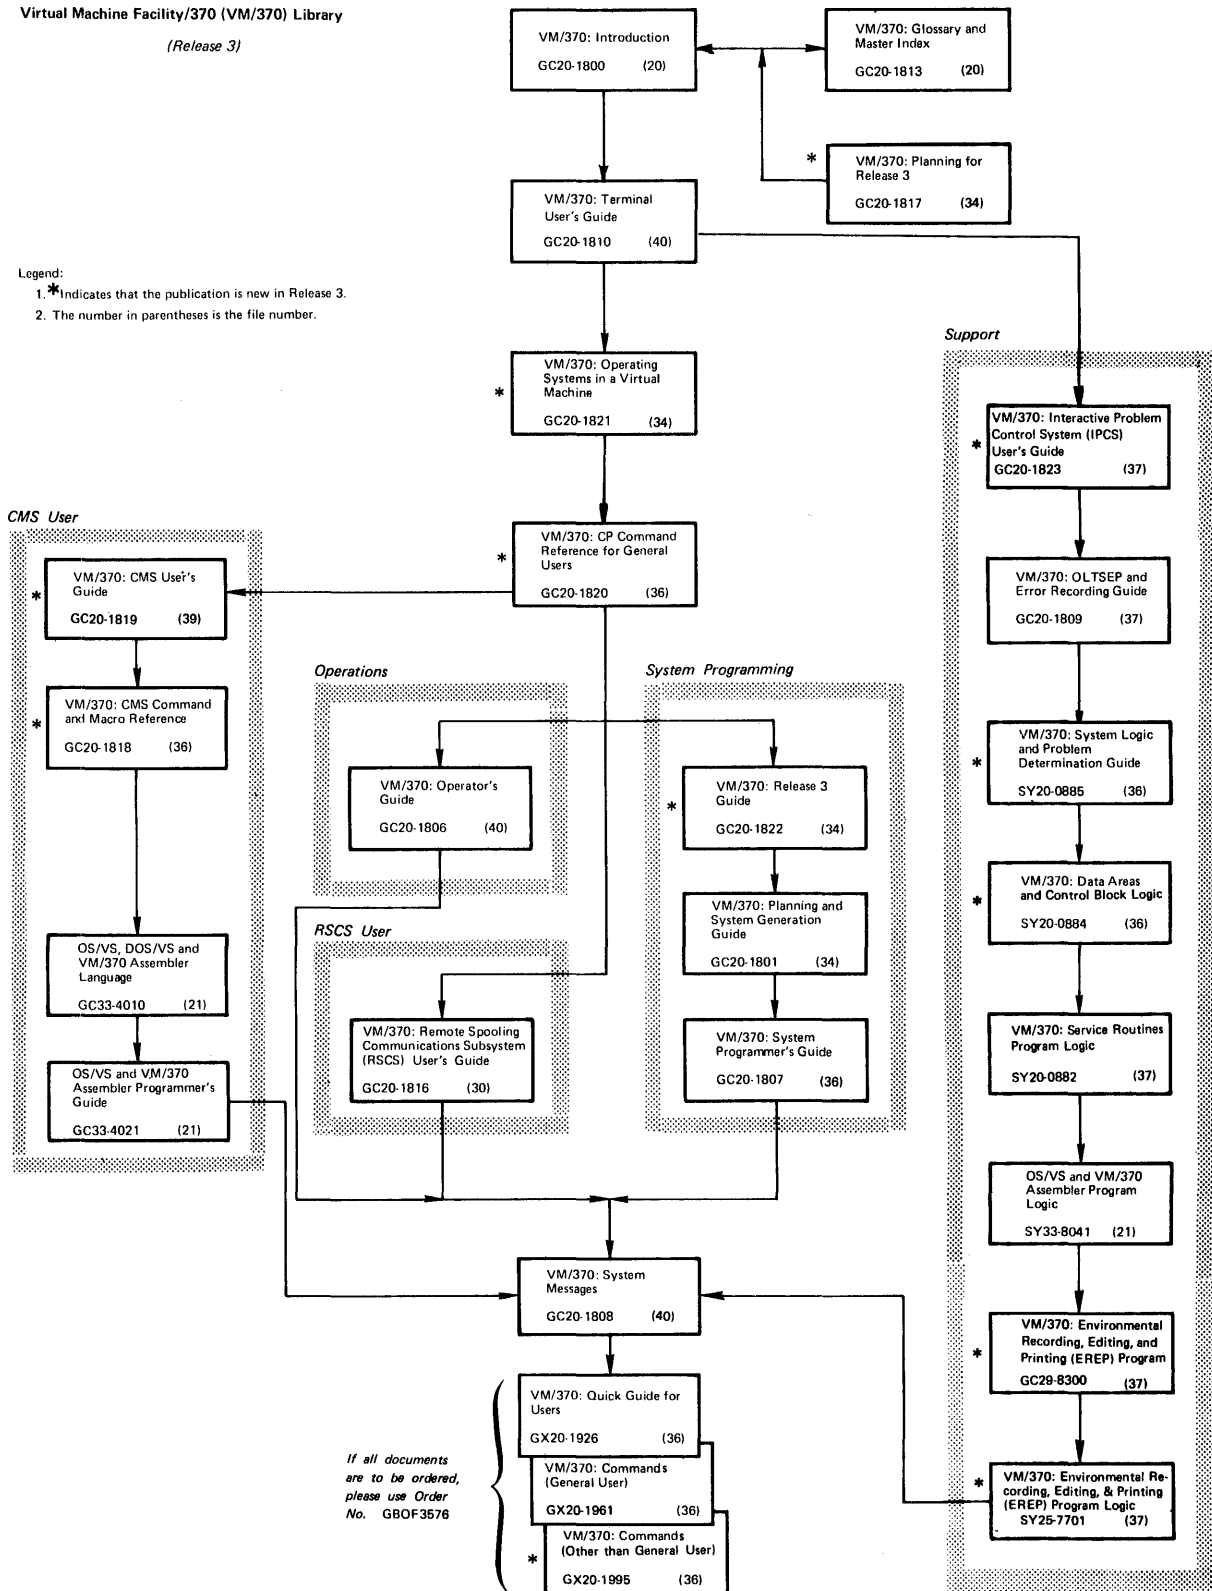 Virtual Machine Facility/370 (VM/370) Library
(Release 3)
VM/370: Introduction
GC20-1800 (20)
VM/370: Glossary and
Master Index
GC20-1813 (20)
*
VM/370: Planning for
Release 3
GC20-1817 (34)
VM/370: Terminal
User's Guide
GC20-1810 (40)
Legend:
1. *Indicates that the publication is new in Release 3.
2. The number in parentheses is the file number.
*
VM/370: Operating
Systems in a Virtual
Machine
GC20-1821 (34)
*
VM/370: CP Command
Reference for General
Users
GC20-1820 (36)
CMS User
*
VM/370: CMS User's
Guide
GC20-1819 (39)
*
VM/370: CMS Command
and Macro Reference
GC20-1818 (36)
OS/VS, DOS/VS and
VM/370 Assembler
Language
GC33-4010 (21)
OS/VS and VM/370
Assembler Programmer's
Guide
GC33-4021 (21)
Operations
VM/370: Operator's
Guide
GC20-1806 (40)
RSCS User
VM/370: Remote Spooling
Communications Subsystem
(RSCS) User's Guide
GC20-1816 (30)
System Programming
*
VM/370: Release 3
Guide
GC20-1822 (34)
VM/370: Planning and
System Generation
Guide
GC20-1801 (34)
VM/370: System
Programmer's Guide
GC20-1807 (36)
Support
*
VM/370: Interactive Problem
Control System (IPCS)
User's Guide
GC20-1823 (37)
VM/370: OLTSEP and
Error Recording Guide
GC20-1809 (37)
*
VM/370: System Logic
and Problem
Determination Guide
SY20-0885 (36)
*
VM/370: Data Areas
and Control Block Logic
SY20-0884 (36)
VM/370: Service Routines
Program Logic
SY20-0882 (37)
OS/VS and VM/370
Assembler Program
Logic
SY33-8041 (21)
*
VM/370: Environmental
Recording, Editing, and
Printing (EREP) Program
GC29-8300 (37)
*
VM/370: Environmental Re-
cording, Editing, & Printing
(EREP) Program Logic
SY25-7701 (37)
VM/370: System
Messages
GC20-1808 (40)
If all documents
are to be ordered,
please use Order
No. GBOF3576
VM/370: Quick Guide for
Users
GX20-1926 (36)
VM/370: Commands
(General User)
GX20-1961 (36)
*
VM/370: Commands
(Other than General User)
GX20-1995 (36)